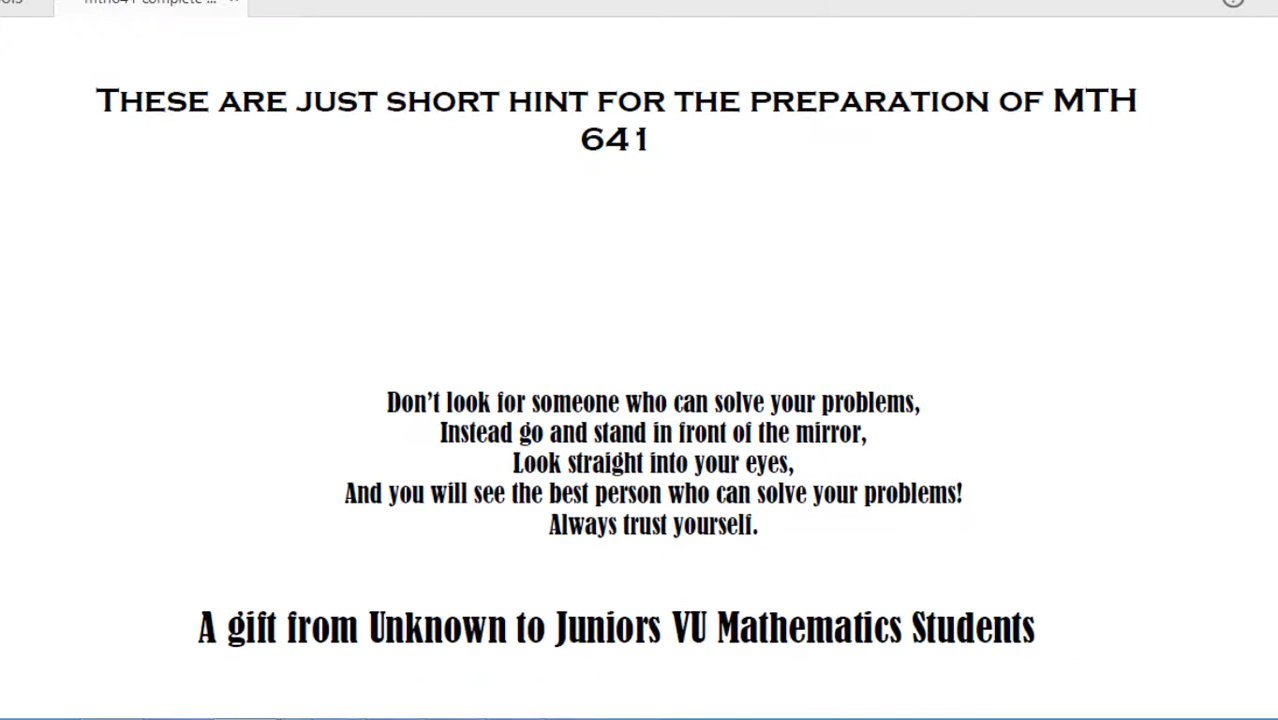 mth641 complete ...
THESE ARE JUST SHORT HINT FOR THE PREPARATION OF MTH
641
Don't look for someone who can solve your problems,
Instead go and stand in front of the mirror,
Look straight into your eyes,
And you will see the best person who can solve your problems!
Always trust yourself.
A gift from Unknown to Juniors VU Mathematics Students